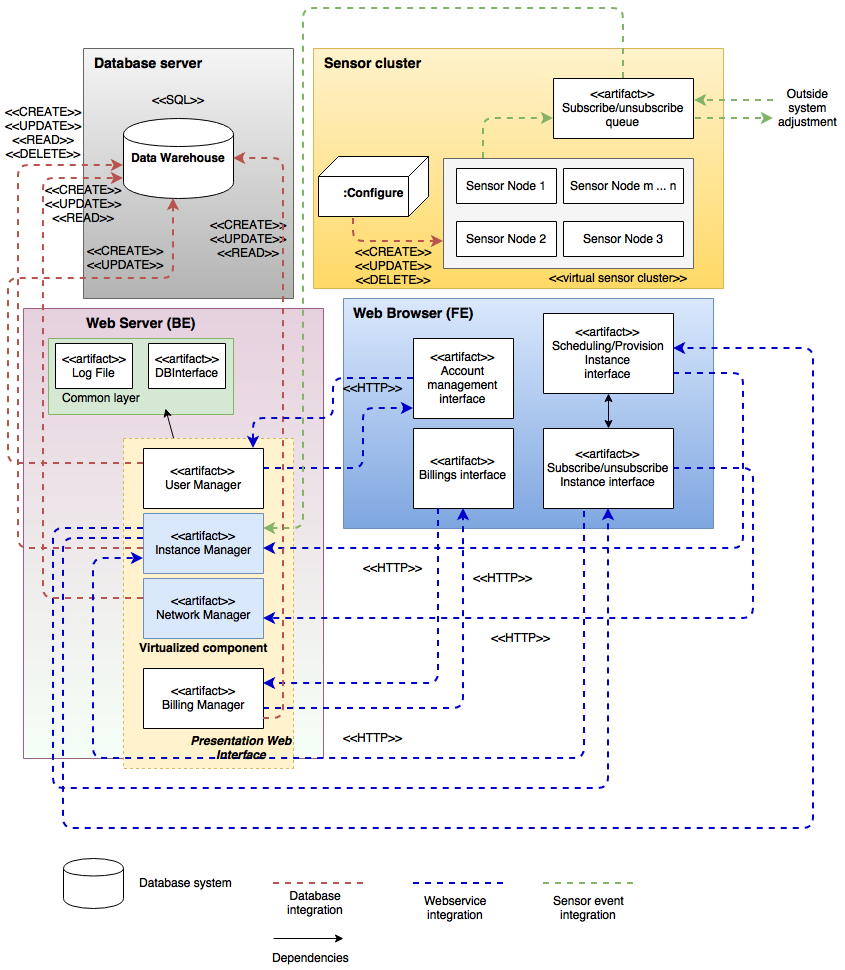 Database server
<<SQL>>
Data Warehouse
<<CREATE>>
<<UPDATE>>
<<READ>>
<<DELETE>>
<<CREATE>>
<<UPDATE>>
<<READ>>
<<CREATE>>
<<UPDATE>>
<<CREATE>>
<<UPDATE>>
<<READ>>
Sensor cluster
<<artifact>>
Subscribe/unsubscribe
queue
Outside
system
adjustment
:Configure
Sensor Node 1
Sensor Node m ... n
Sensor Node 2
Sensor Node 3
<<CREATE>>
<<UPDATE>>
<<DELETE>>
<<virtual sensor cluster>>
Web Server (BE)
<<artifact>>
Log File
<<artifact>>
DBInterface
Common layer
<<artifact>>
User Manager
<<artifact>>
Instance Manager
<<artifact>>
Network Manager
Virtualized component
<<artifact>>
Billing Manager
Presentation Web
Interface
Web Browser (FE)
<<artifact>>
Account
management
interface
<<artifact>>
Scheduling/Provision
Instance
interface
<<artifact>>
Billings interface
<<artifact>>
Subscribe/unsubscribe
Instance interface
<<HTTP>>
<<HTTP>>
<<HTTP>>
<<HTTP>>
<<HTTP>>
Database system
Database
integration
Webservice
integration
Sensor event
integration
Dependencies